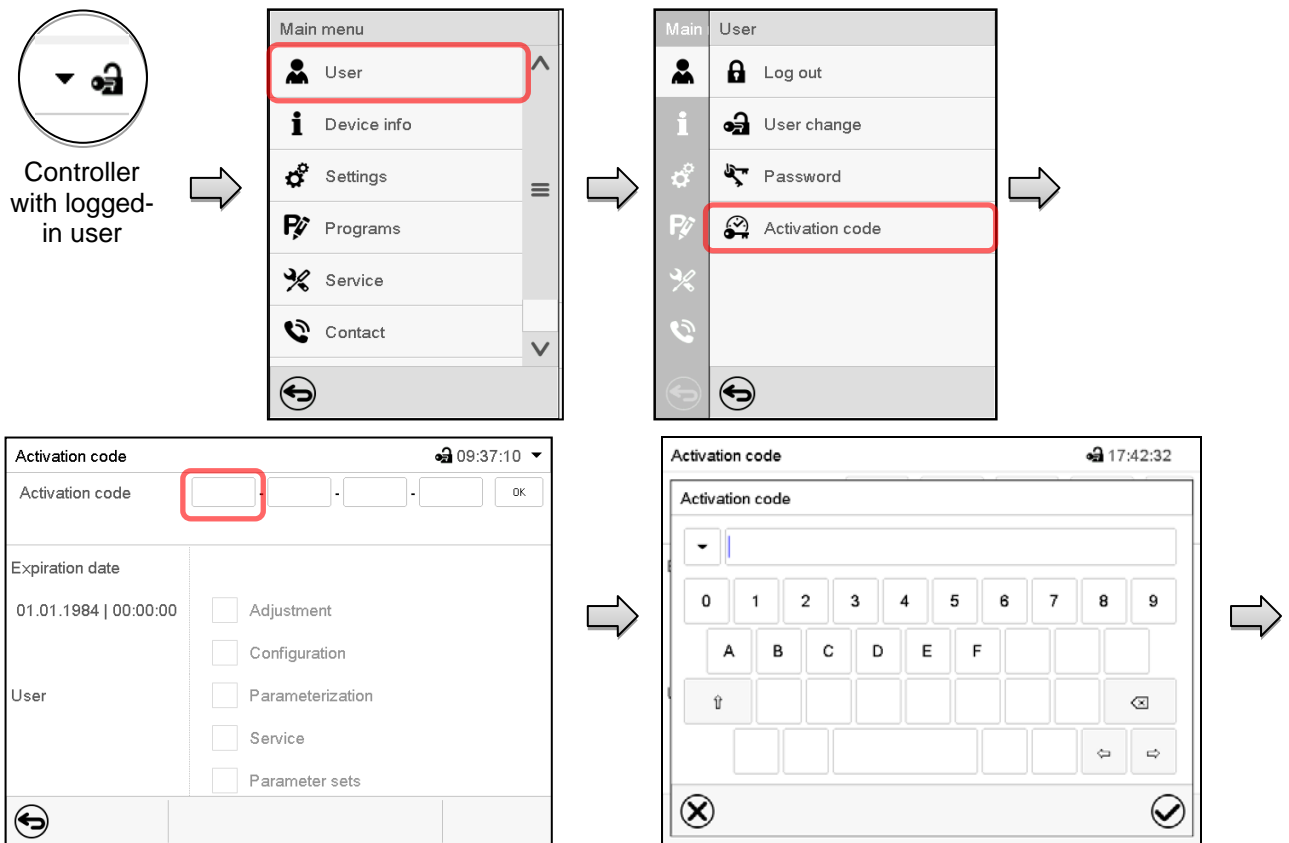 Controller
with logged-
in user
Main menu
User
Device info
Settings
Programs
Service
Contact
Main
User
Log out
User change
Password
Activation code
Activation code
09:37:10
Activation code
- - -
OK
Expiration date
01.01.1984 | 00:00:00
Adjustment
Configuration
User
Parameterization
Service
Parameter sets
Activation code
17:42:32
Activation code
0 1 2 3 4 5 6 7 8 9
A B C D E F